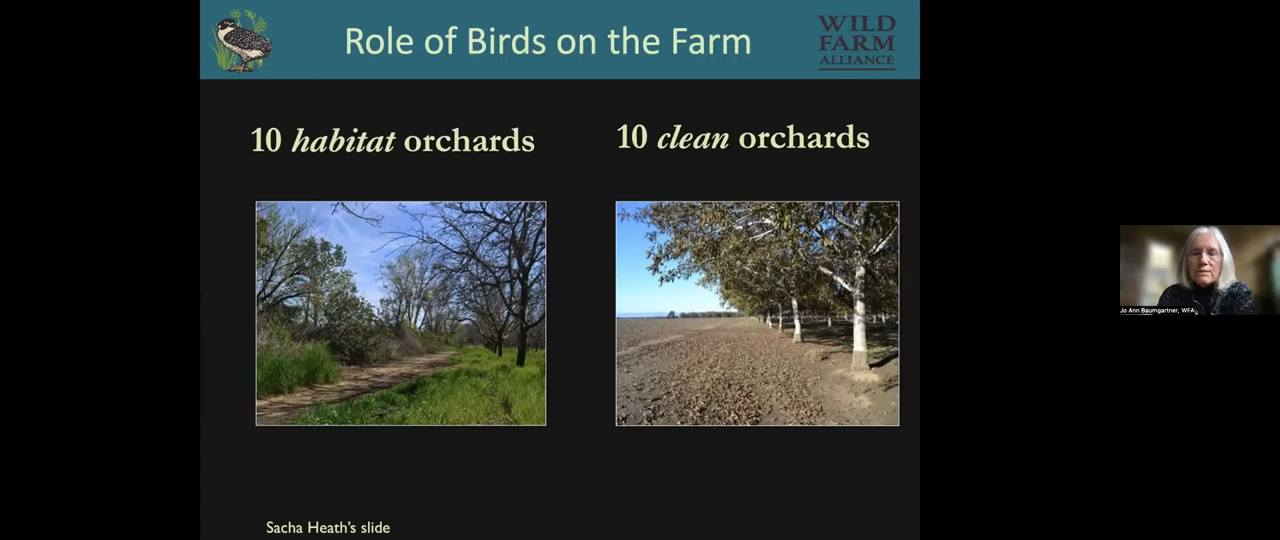 Role of Birds on the Farm
WILD
FARM
ALLIANCE
10 habitat orchards
10 clean orchards
Jo Ann Baumgartner, WFA
Sacha Heath's slide